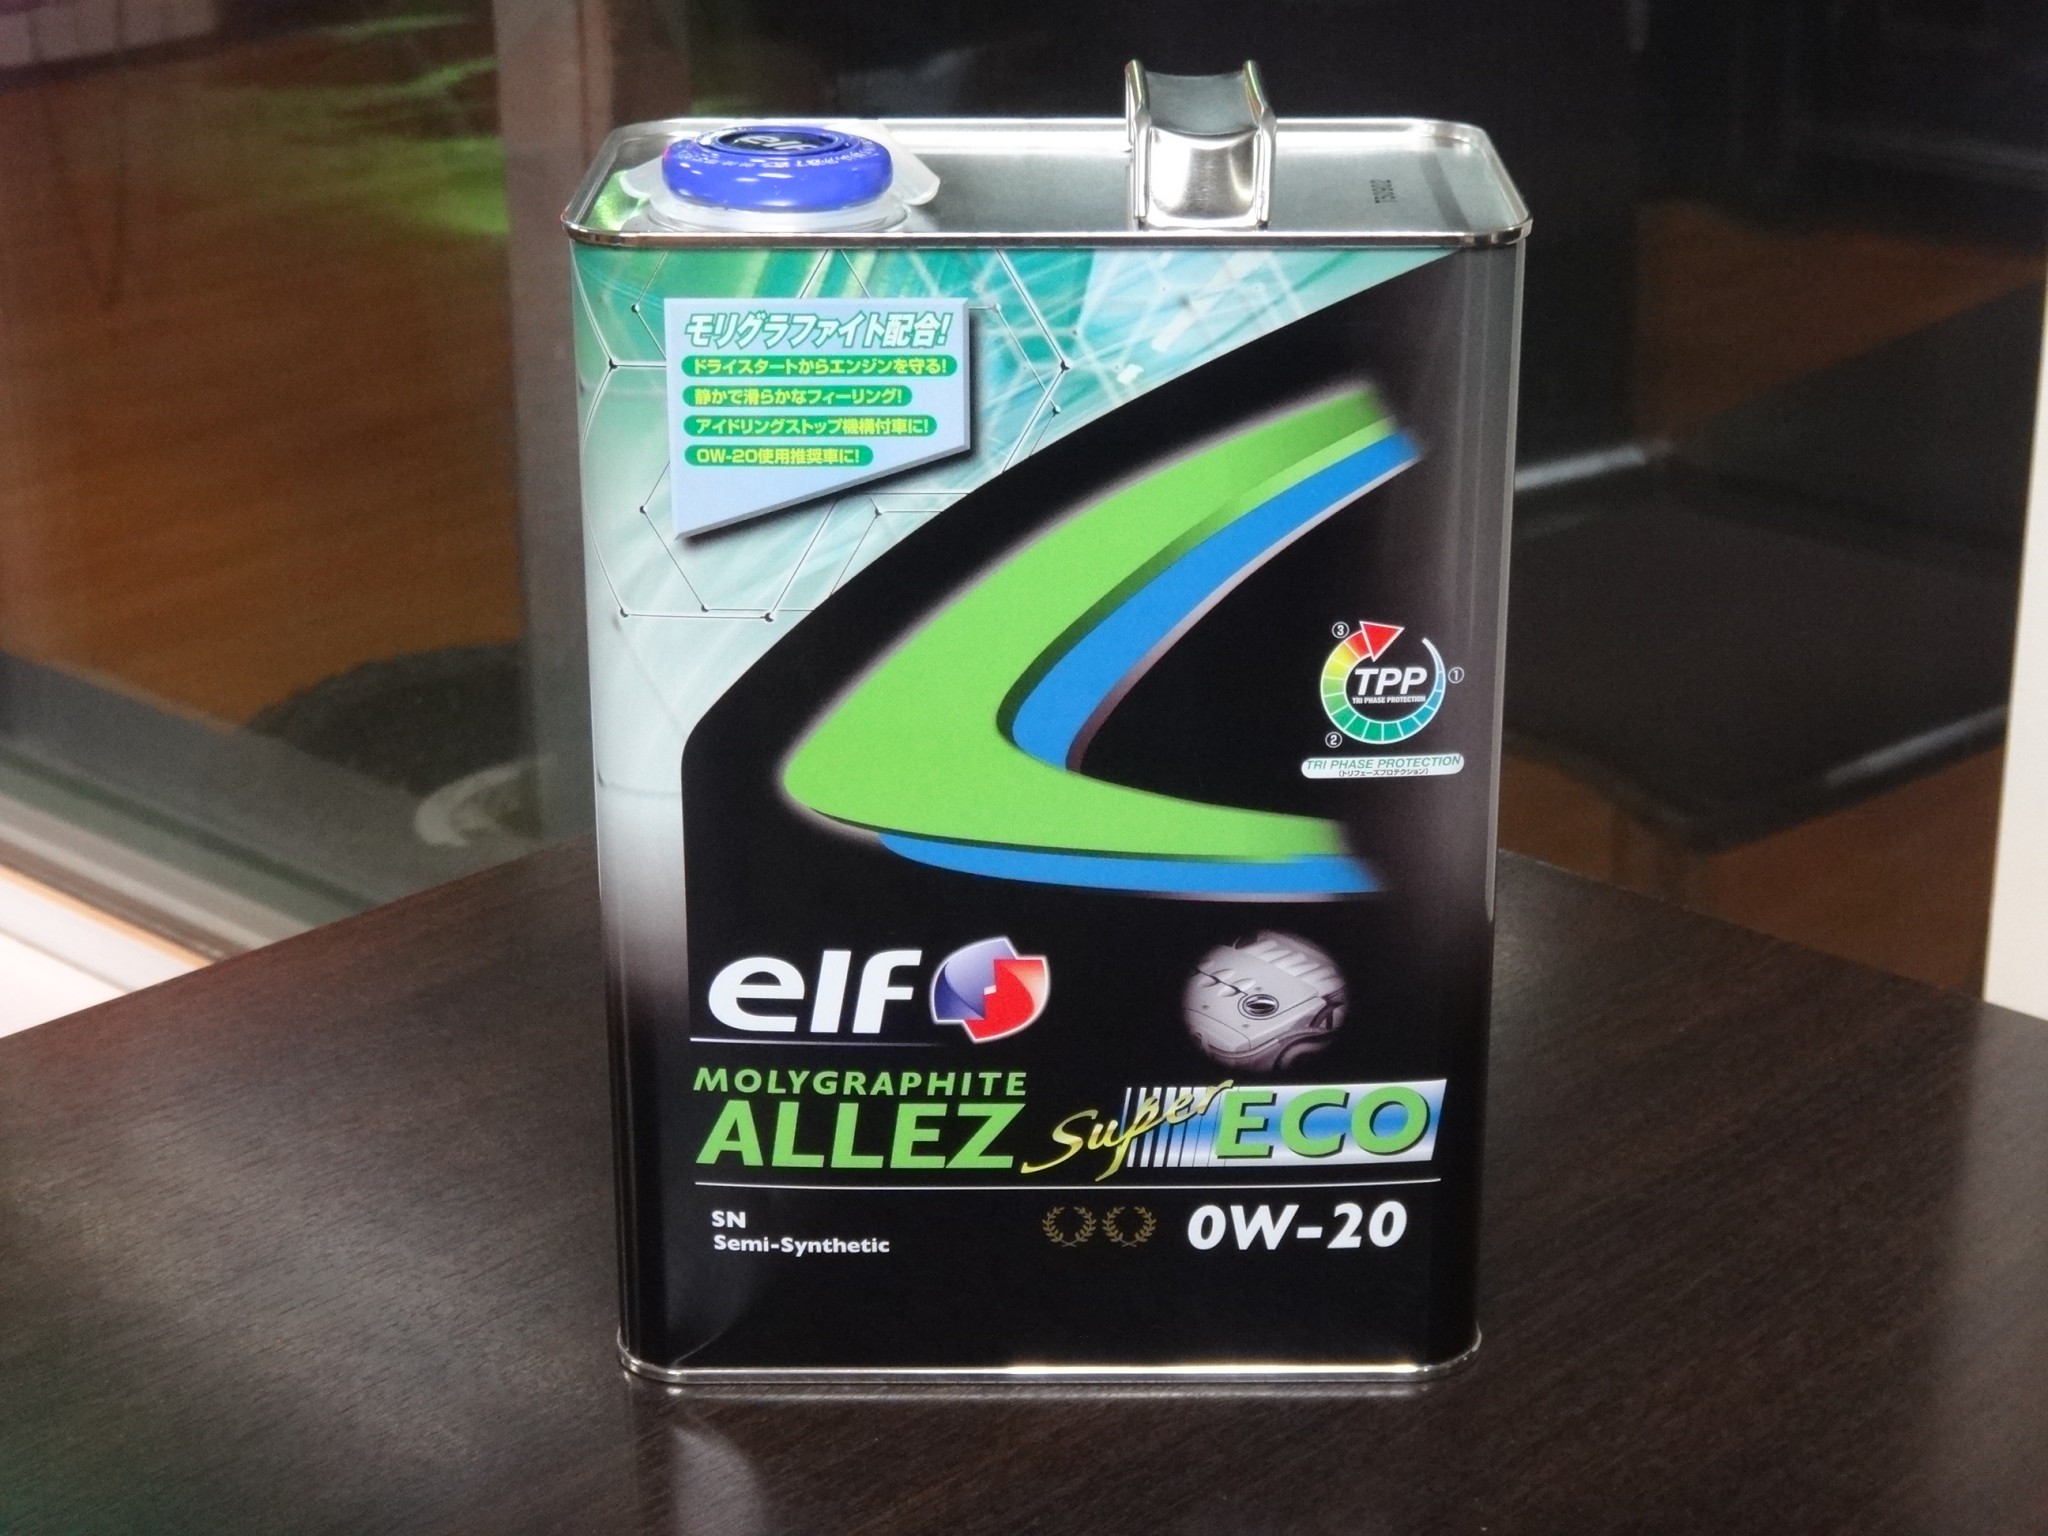 elf
モリグラファイト配合!
ドライスタートからエンジンを守る!
静かで滑らかなフィーリング!
アイドリングストップ機構付車に!
0W-20使用推奨車に!
③
TPP
TRI PHASE PROTECTION
①
②
TRI PHASE PROTECTION
(トリフェーズプロテクション)
elf
MOLYGRAPHITE
ALLEZ Super ECO
SN
Semi-Synthetic
0W-20